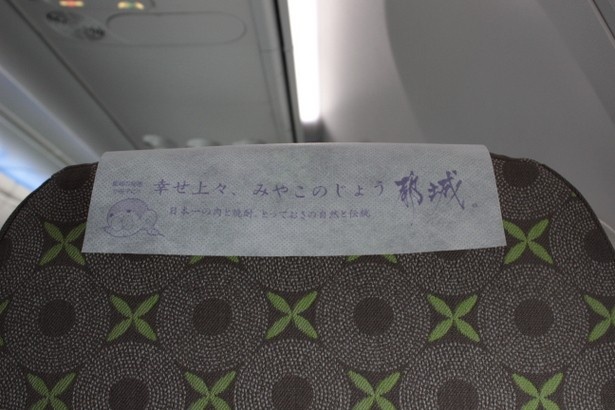 幸せ上々、みやこのじょう 都城。
日本一の肉と焼酎、とっておきの自然と伝統。